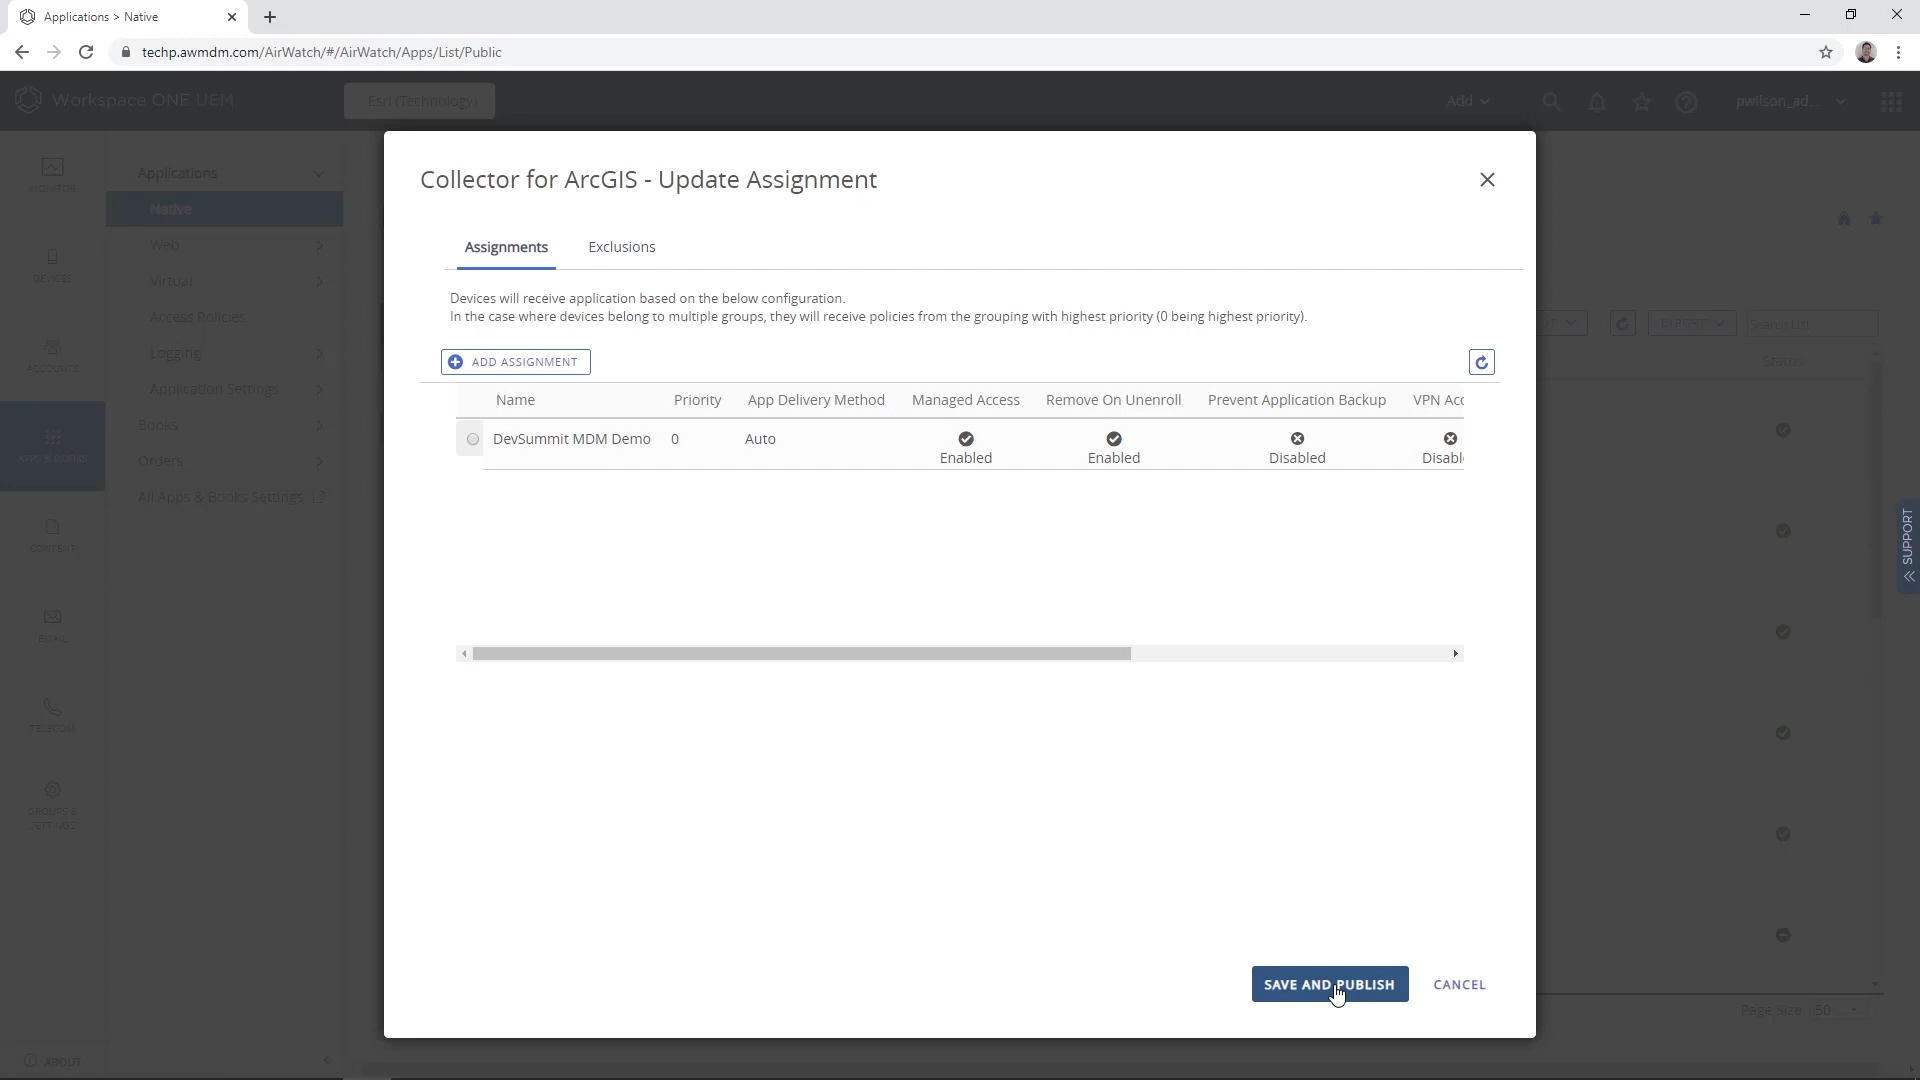 Applications > Native
techp.awmdm.com/AirWatch/#/AirWatch/Apps/List/Public
Workspace ONE UEM
Esri (Technology)
Add
pwilson_ad...
MONITOR
DEVICES
ACCOUNTS
APPS & BOOKS
CONTENT
EMAIL
TELECOM
GROUPS &
SETTINGS
ABOUT
Applications
Native
Web
Virtual
Access Policies
Logging
Application Settings
Books
Orders
All Apps & Books Settings
Collector for ArcGIS - Update Assignment
Assignments
Exclusions
Devices will receive application based on the below configuration.
In the case where devices belong to multiple groups, they will receive policies from the grouping with highest priority (0 being highest priority).
ADD ASSIGNMENT
Name Priority App Delivery Method Managed Access Remove On Unenroll Prevent Application Backup VPN Acc
DevSummit MDM Demo 0 Auto Enabled Enabled Disabled Disabl
SAVE AND PUBLISH
CANCEL
EXPORT
Search List
Status
SUPPORT
Page Size 50